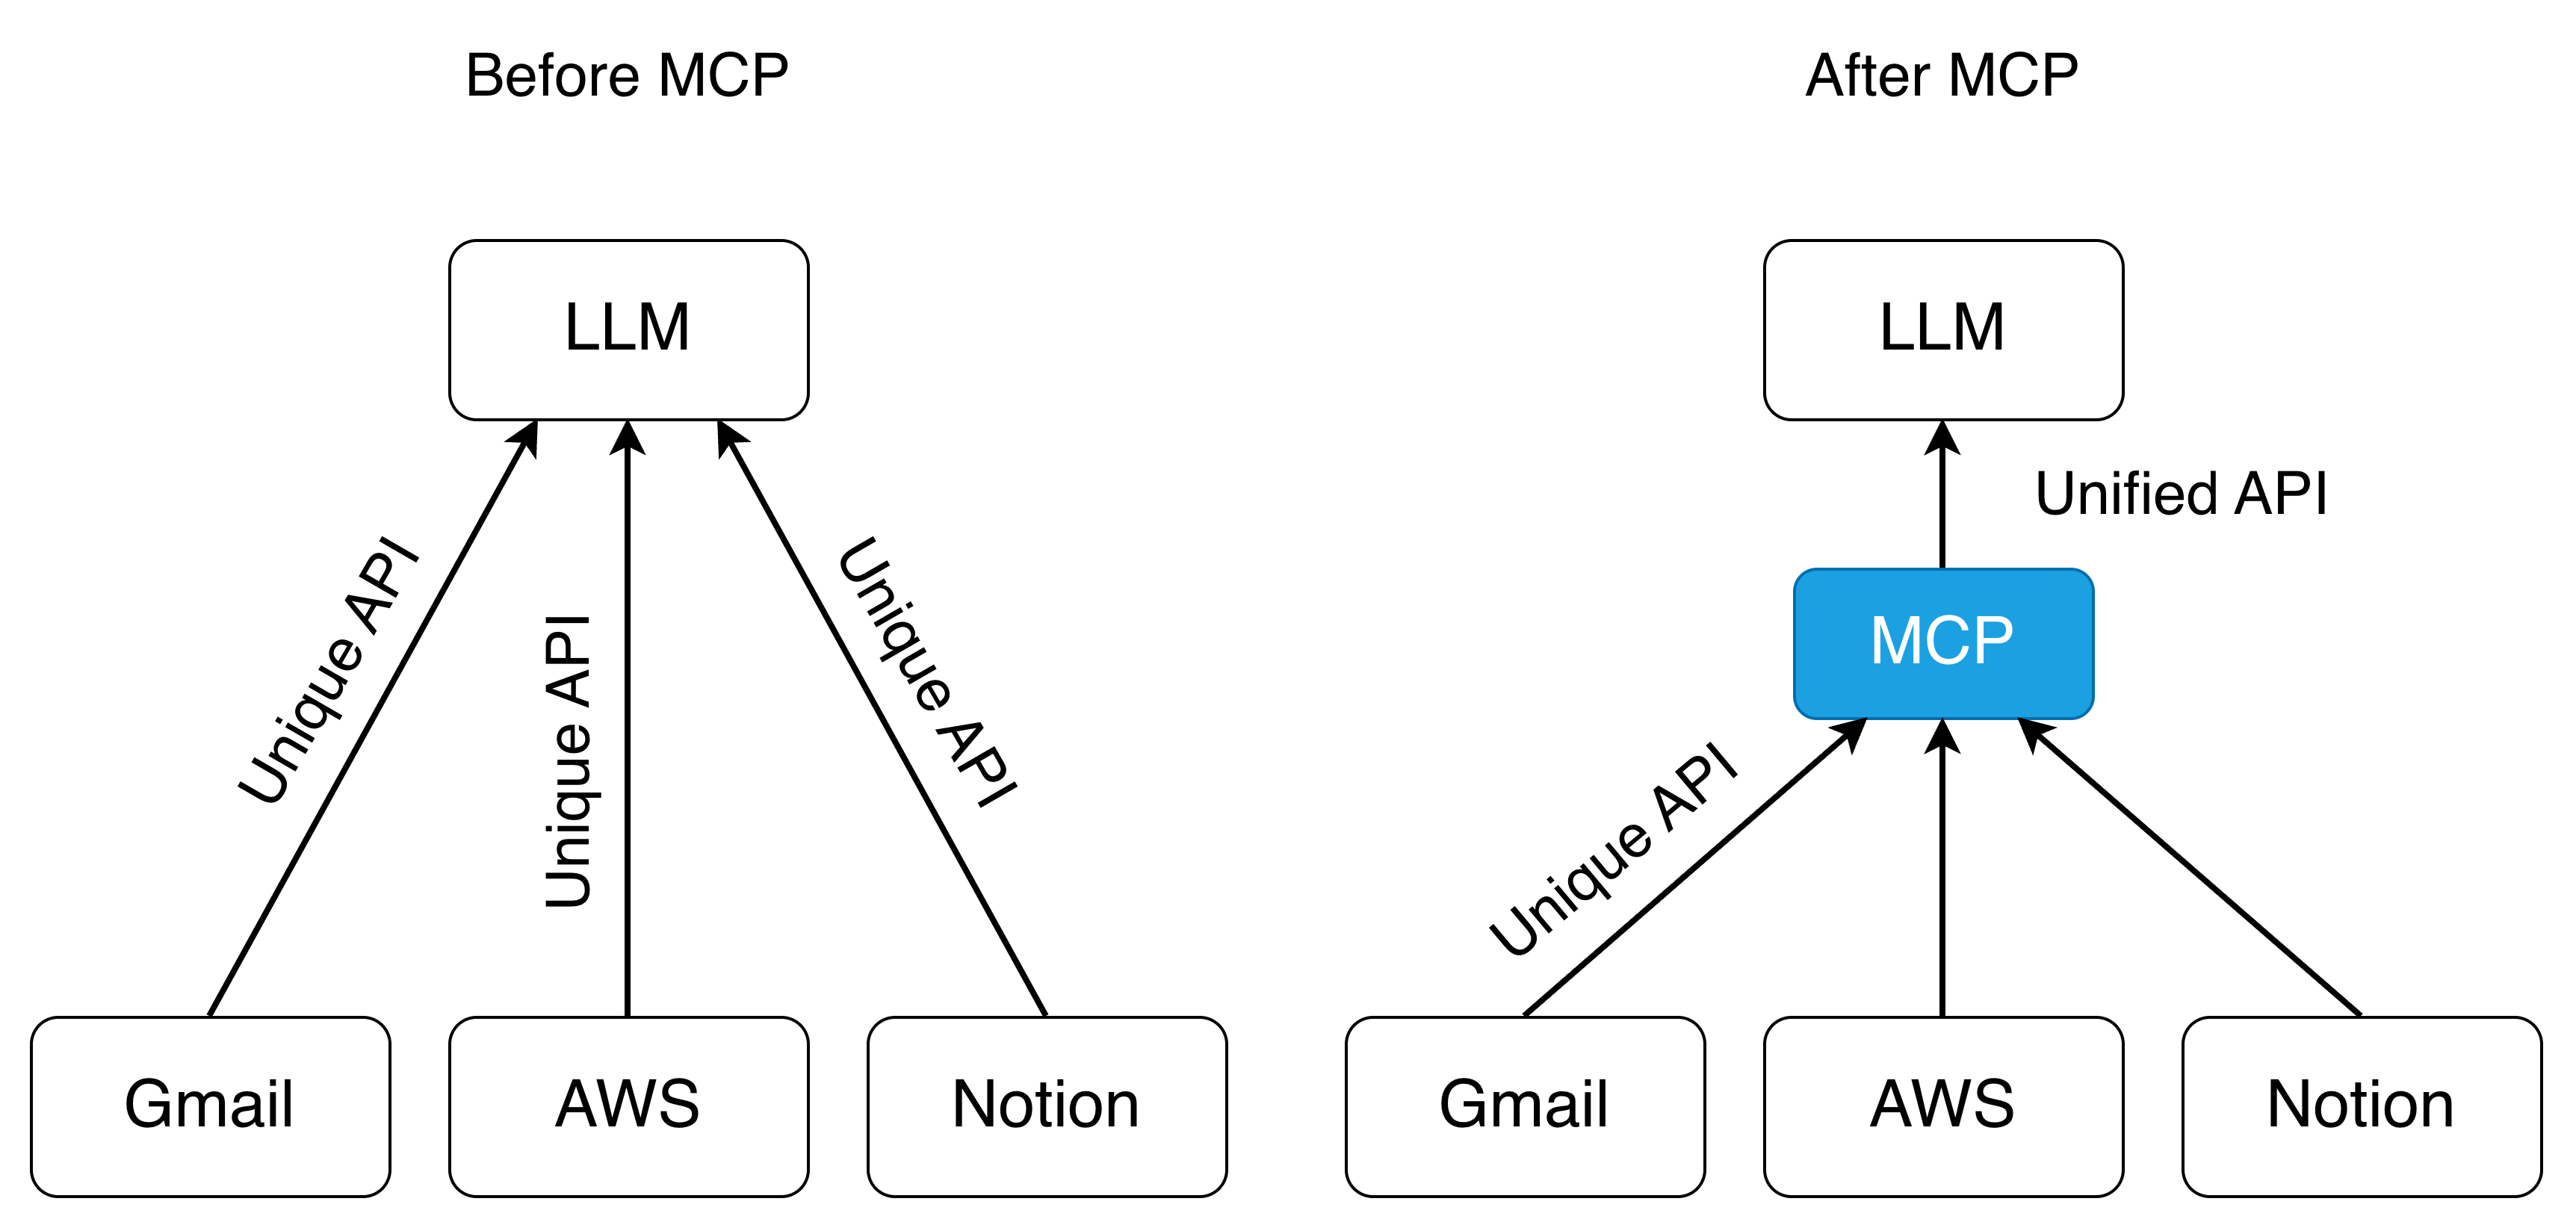 Before MCP
LLM
Unique API
Unique API
Unique API
Gmail
AWS
Notion
After MCP
LLM
Unified API
MCP
Unique API
Gmail
AWS
Notion